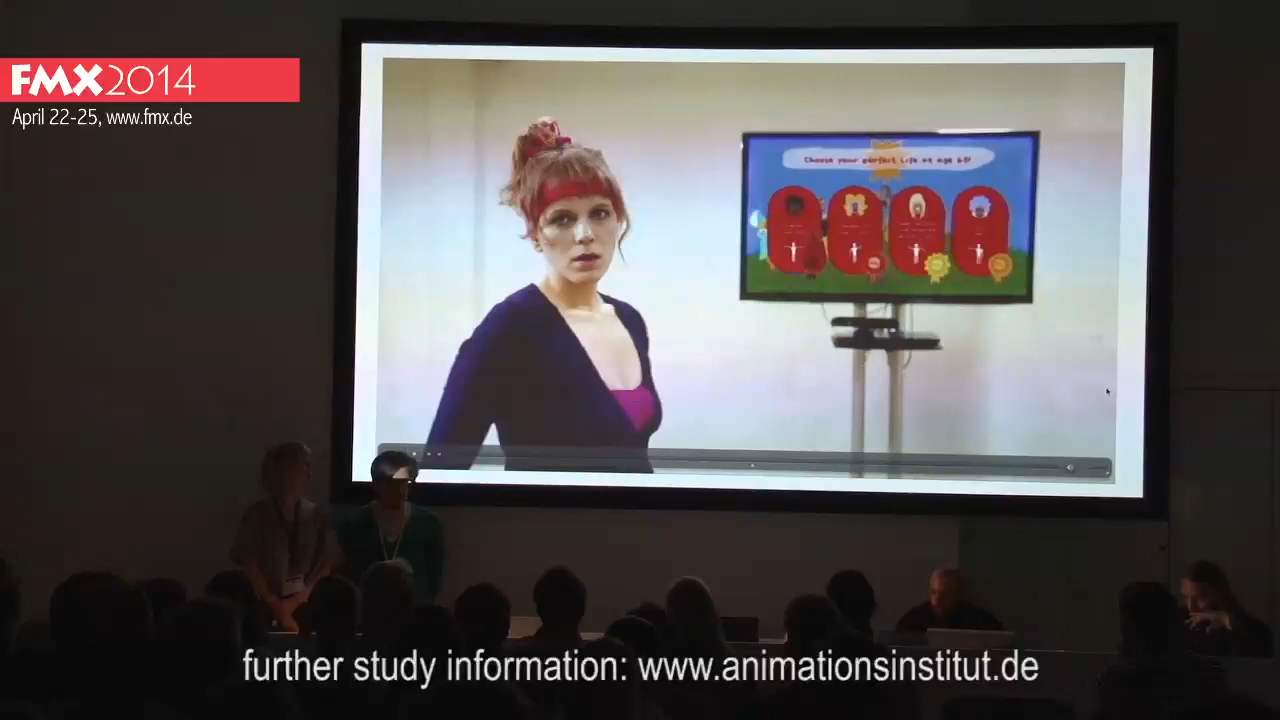 FMX2014
April 22-25, www.fmx.de
Choose your perfect Life at age 60!
further study information: www.animationsinstitut.de